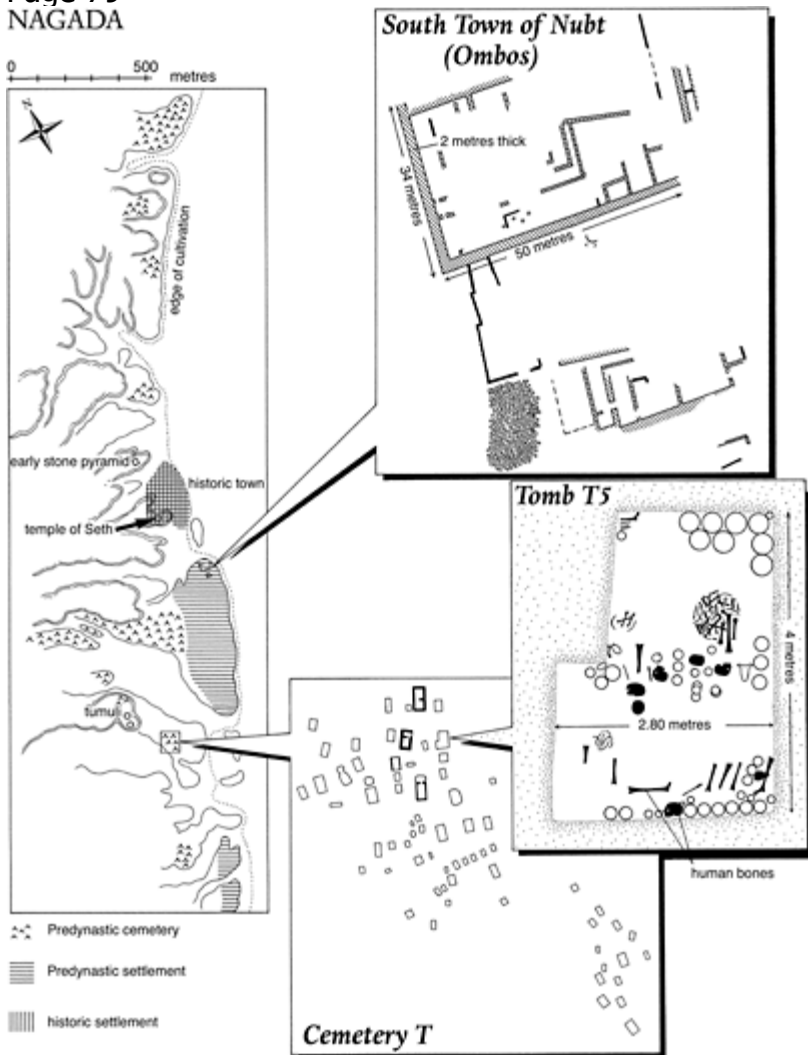 Page 79
NAGADA
0 500
metres
N
edge of cultivation
early stone pyramid
historic town
temple of Seth
tumuli
Predynastic cemetery
Predynastic settlement
historic settlement
South Town of Nubt
(Ombos)
2 metres thick
34 metres
50 metres
Tomb T5
4 metres
2.80 metres
human bones
Cemetery T